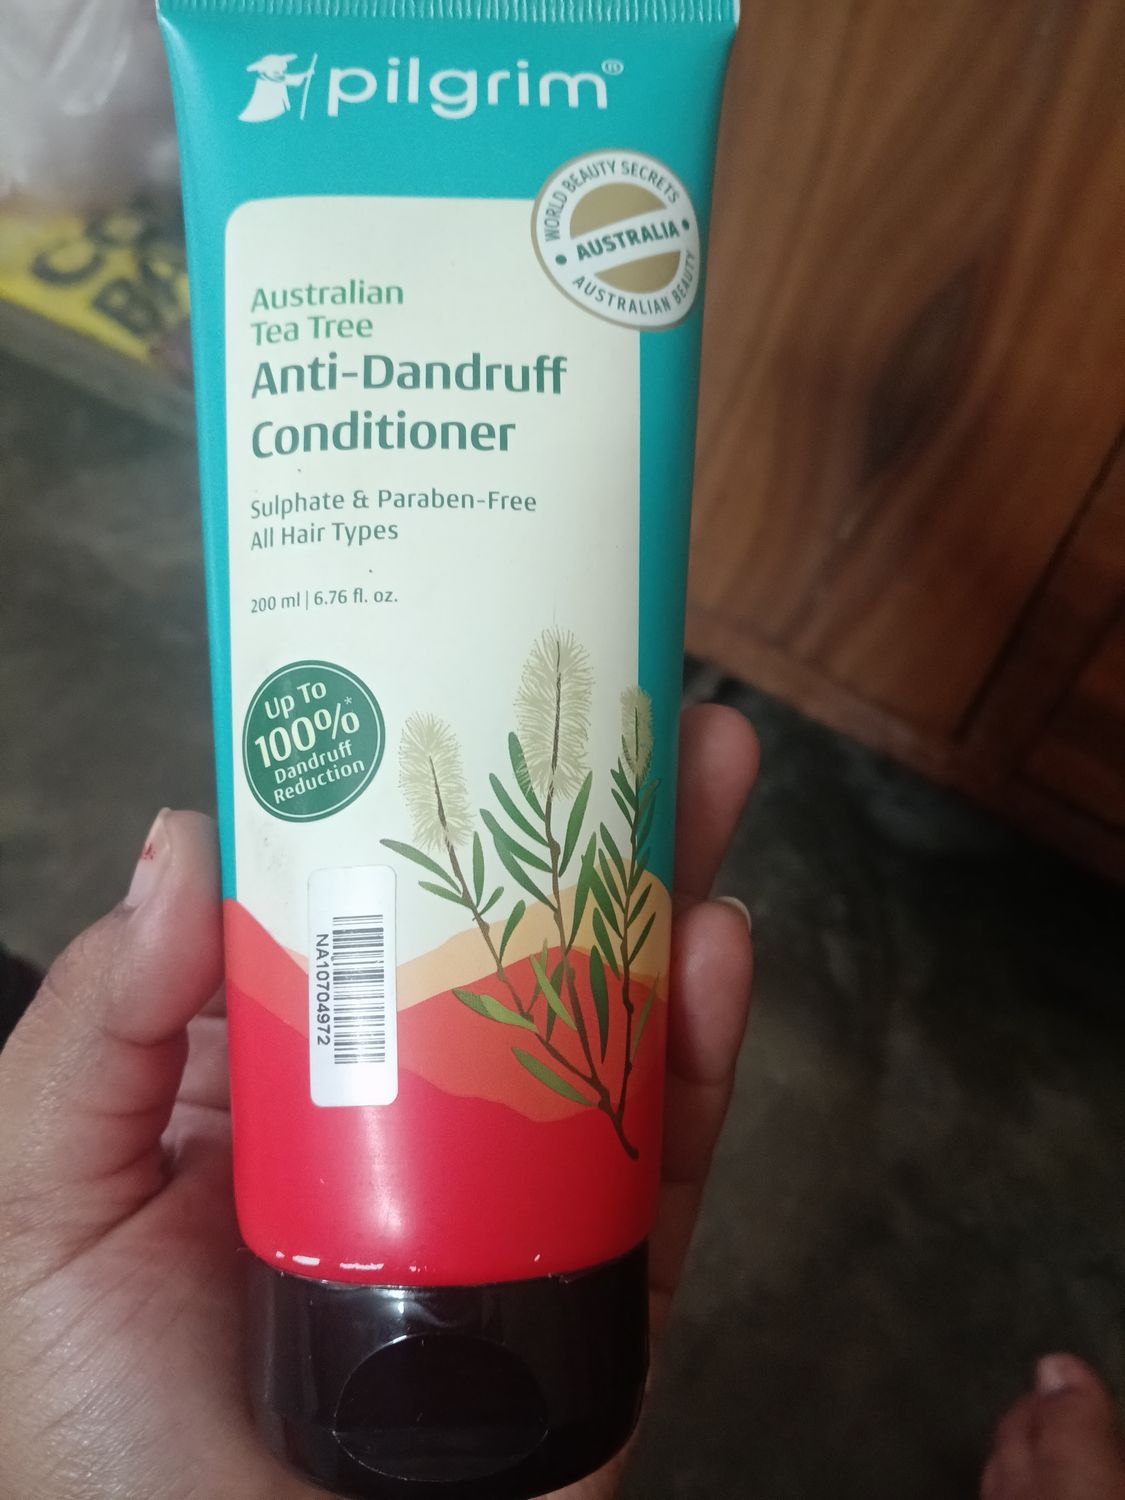 pilgrim®
WORLD BEAUTY SECRETS
• AUSTRALIA •
AUSTRALIAN BEAUTY
Australian
Tea Tree
Anti-Dandruff
Conditioner
Sulphate & Paraben-Free
All Hair Types
200 ml | 6.76 fl. oz.
Up To
100%*
Dandruff
Reduction
NA10704972